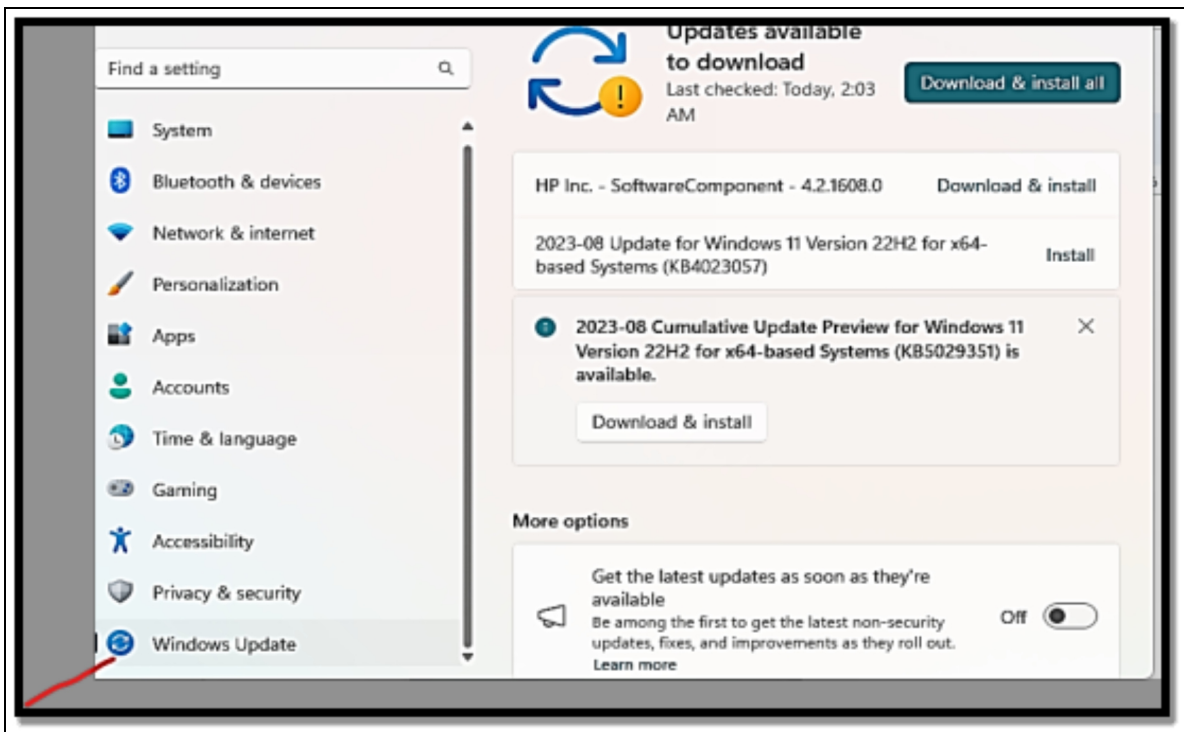 Find a setting
System
Bluetooth & devices
Network & internet
Personalization
Apps
Accounts
Time & language
Gaming
Accessibility
Privacy & security
Windows Update
Updates available
to download
Last checked: Today, 2:03
AM
Download & install all
HP Inc. - SoftwareComponent - 4.2.1608.0
Download & install
2023-08 Update for Windows 11 Version 22H2 for x64-
based Systems (KB4023057)
Install
2023-08 Cumulative Update Preview for Windows 11
Version 22H2 for x64-based Systems (KB5029351) is
available.
Download & install
More options
Get the latest updates as soon as they're
available
Be among the first to get the latest non-security
updates, fixes, and improvements as they roll out.
Learn more
Off